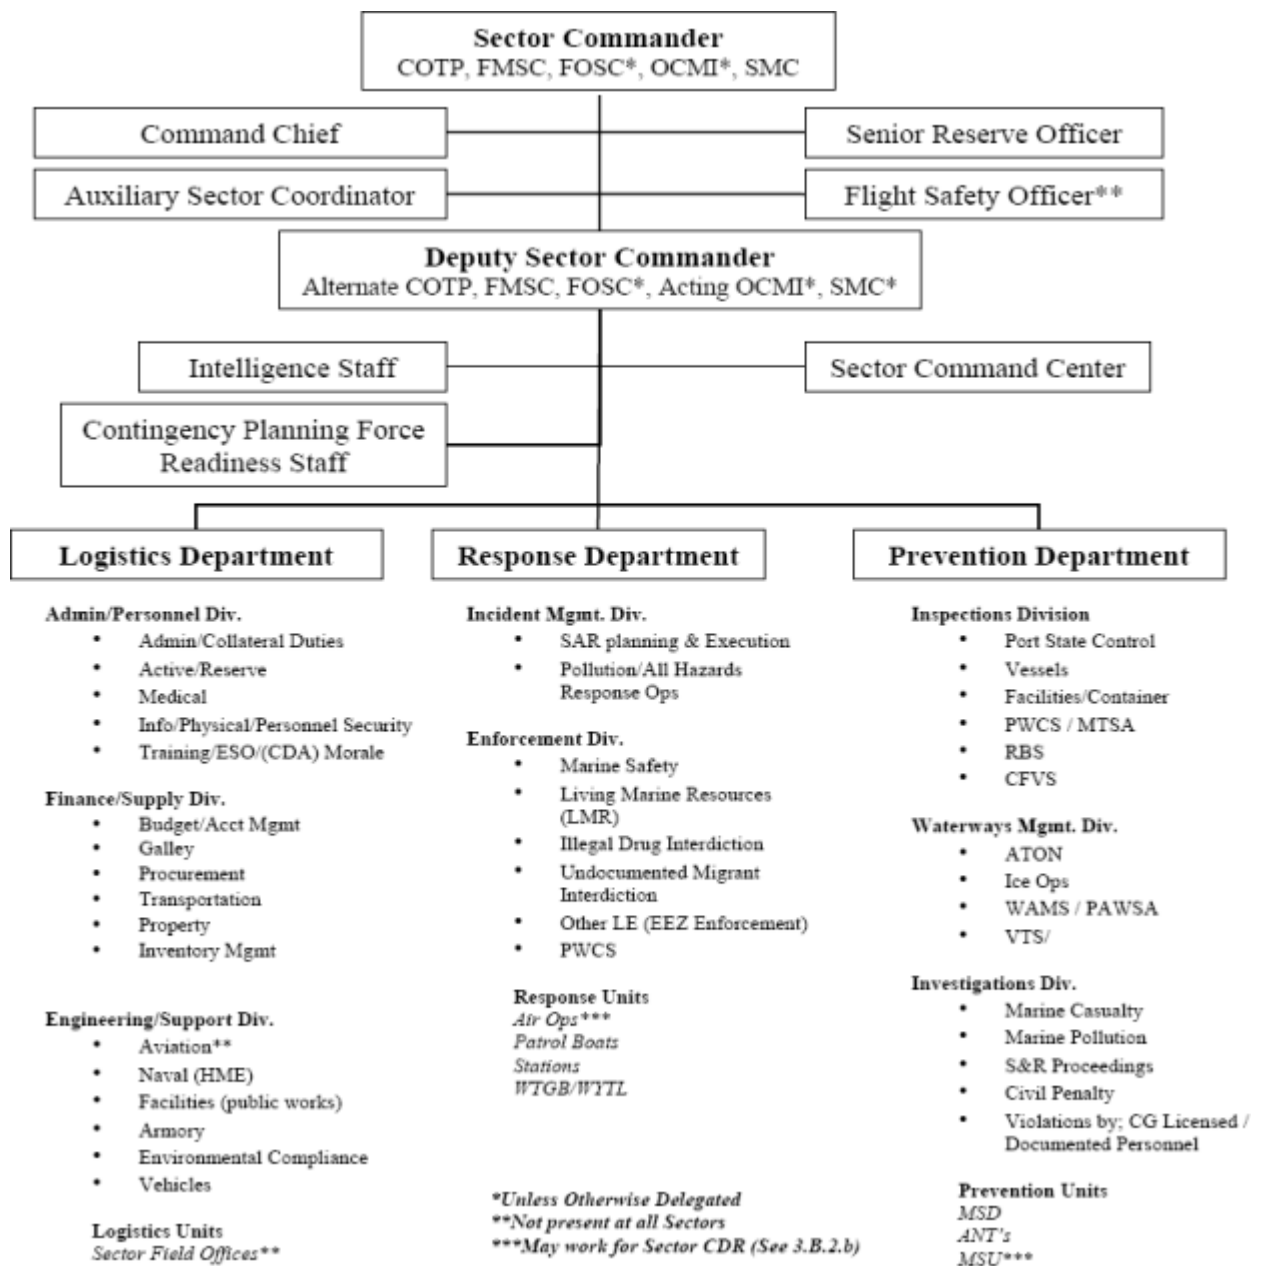 Sector Commander
COTP, FMSC, FOSC*, OCMI*, SMC
Command Chief
Senior Reserve Officer
Auxiliary Sector Coordinator
Flight Safety Officer**
Deputy Sector Commander
Alternate COTP, FMSC, FOSC*, Acting OCMI*, SMC*
Intelligence Staff
Sector Command Center
Contingency Planning Force
Readiness Staff
Logistics Department
Admin/Personnel Div.
• Admin/Collateral Duties
• Active/Reserve
• Medical
• Info/Physical/Personnel Security
• Training/ESO/(CDA) Morale
Finance/Supply Div.
• Budget/Acct Mgmt
• Galley
• Procurement
• Transportation
• Property
• Inventory Mgmt
Engineering/Support Div.
• Aviation**
• Naval (HME)
• Facilities (public works)
• Armory
• Environmental Compliance
• Vehicles
Logistics Units
Sector Field Offices**
Response Department
Incident Mgmt. Div.
• SAR planning & Execution
• Pollution/All Hazards
Response Ops
Enforcement Div.
• Marine Safety
• Living Marine Resources
(LMR)
• Illegal Drug Interdiction
• Undocumented Migrant
Interdiction
• Other LE (EEZ Enforcement)
• PWCS
Response Units
Air Ops***
Patrol Boats
Stations
WTGB/WYTL
Prevention Department
Inspections Division
• Port State Control
• Vessels
• Facilities/Container
• PWCS / MTSA
• RBS
• CFVS
Waterways Mgmt. Div.
• ATON
• Ice Ops
• WAMS / PAWSA
• VTS/
Investigations Div.
• Marine Casualty
• Marine Pollution
• S&R Proceedings
• Civil Penalty
• Violations by; CG Licensed /
Documented Personnel
Prevention Units
MSD
ANT's
MSU***
*Unless Otherwise Delegated
**Not present at all Sectors
***May work for Sector CDR (See 3.B.2.b)